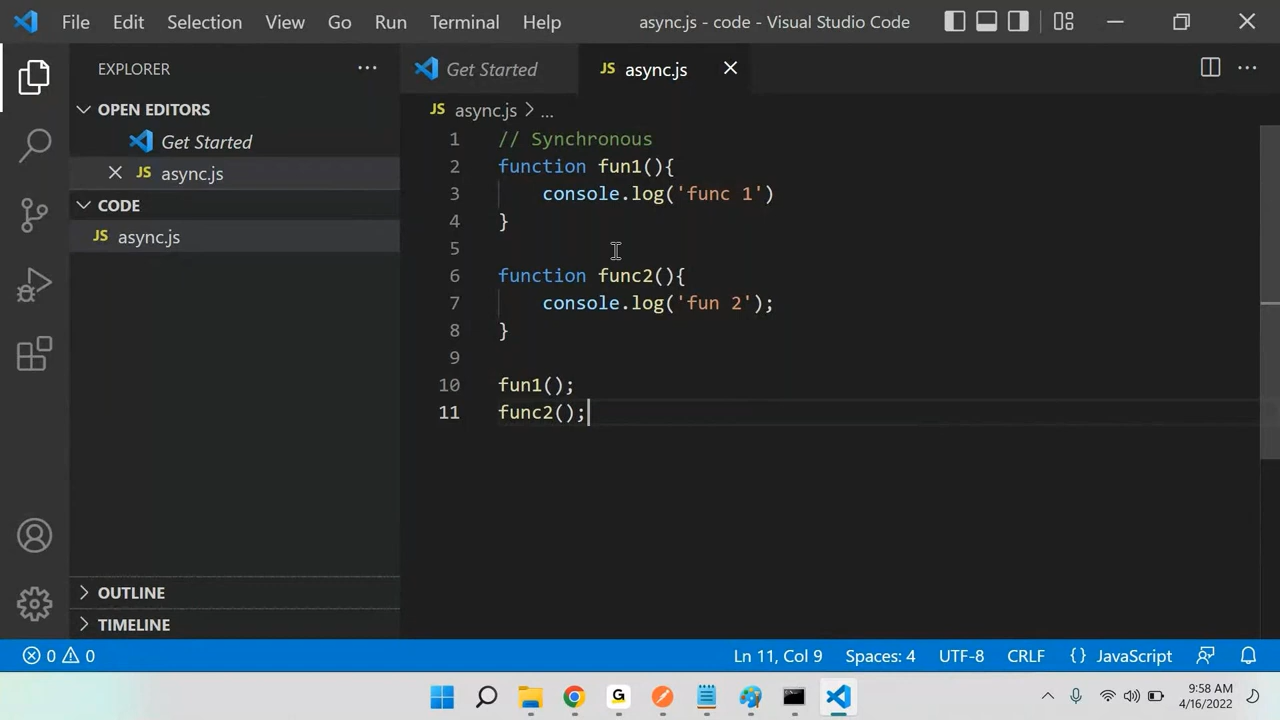 File Edit Selection View Go Run Terminal Help async.js - code - Visual Studio Code
EXPLORER ...
Get Started
JS async.js
OPEN EDITORS
Get Started
JS async.js
CODE
JS async.js
OUTLINE
TIMELINE
JS async.js > ...
1 // Synchronous
2 function fun1(){
3 console.log('func 1')
4 }
5
6 function func2(){
7 console.log('fun 2');
8 }
9
10 fun1();
11 func2();
0 0 Ln 11, Col 9 Spaces: 4 UTF-8 CRLF {} JavaScript
G
9:58 AM
4/16/2022